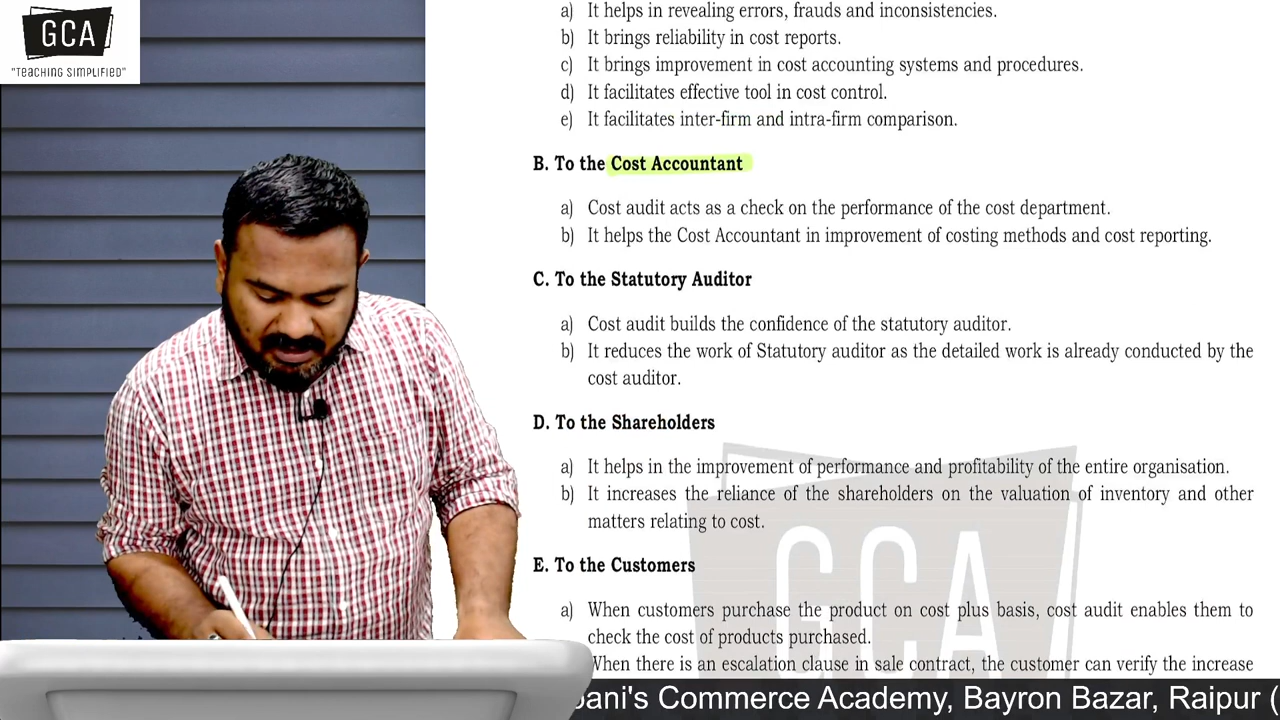 GCA
"Teaching Simplified"
a) It helps in revealing errors, frauds and inconsistencies.
b) It brings reliability in cost reports.
c) It brings improvement in cost accounting systems and procedures.
d) It facilitates effective tool in cost control.
e) It facilitates inter-firm and intra-firm comparison.
B. To the Cost Accountant
a) Cost audit acts as a check on the performance of the cost department.
b) It helps the Cost Accountant in improvement of costing methods and cost reporting.
C. To the Statutory Auditor
a) Cost audit builds the confidence of the statutory auditor.
b) It reduces the work of Statutory auditor as the detailed work is already conducted by the
cost auditor.
D. To the Shareholders
a) It helps in the improvement of performance and profitability of the entire organisation.
b) It increases the reliance of the shareholders on the valuation of inventory and other
matters relating to cost.
E. To the Customers
a) When customers purchase the product on cost plus basis, cost audit enables them to
check the cost of products purchased.
When there is an escalation clause in sale contract, the customer can verify the increase
GCA
Commerce Academy, Bayron Bazar, Raipur (